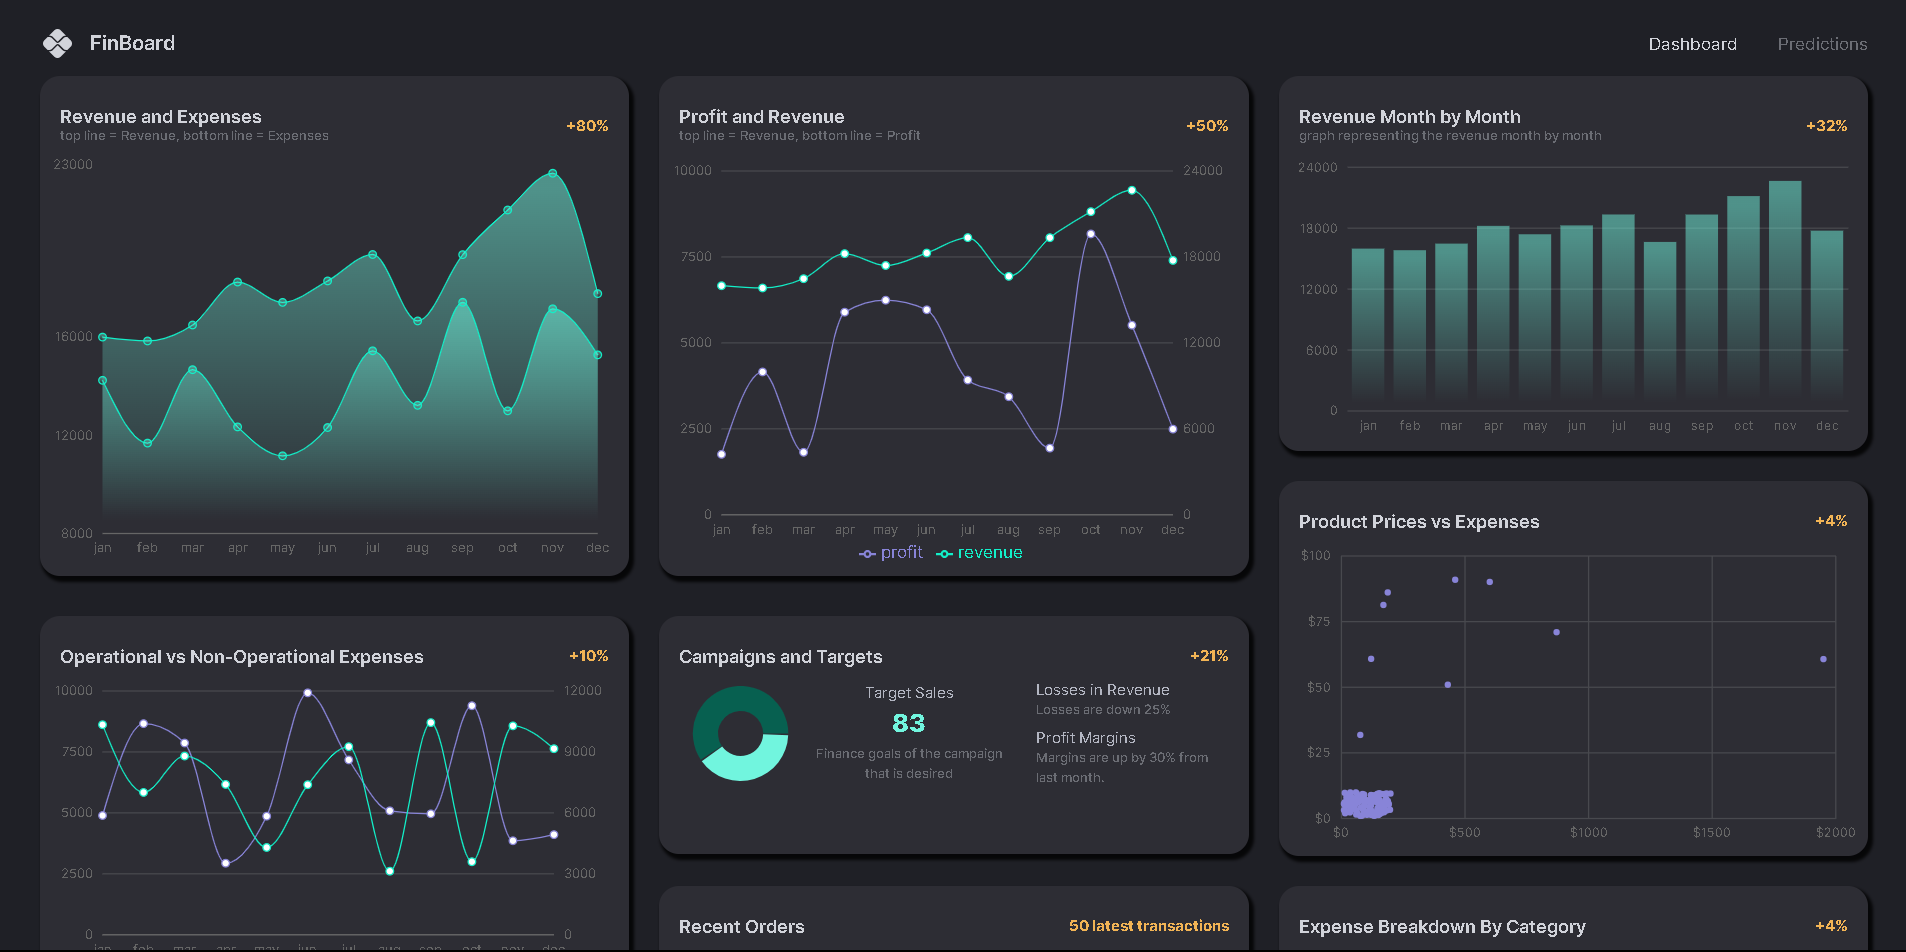 FinBoard
Dashboard
Predictions
Revenue and Expenses
top line = Revenue, bottom line = Expenses
+80%
23000
16000
12000
8000
jan feb mar apr may jun jul aug sep oct nov dec
Profit and Revenue
top line = Revenue, bottom line = Profit
+50%
10000 24000
7500 18000
5000 12000
2500 6000
0 0
jan feb mar apr may jun jul aug sep oct nov dec
profit revenue
Revenue Month by Month
graph representing the revenue month by month
+32%
24000
18000
12000
6000
0
jan feb mar apr may jun jul aug sep oct nov dec
Operational vs Non-Operational Expenses
+10%
10000 12000
7500 9000
5000 6000
2500 3000
0 0
jan feb mar apr may jun jul aug sep oct nov dec
Campaigns and Targets
+21%
Target Sales
83
Finance goals of the campaign
that is desired
Losses in Revenue
Losses are down 25%
Profit Margins
Margins are up by 30% from
last month.
Product Prices vs Expenses
+4%
$100
$75
$50
$25
$0
$0 $500 $1000 $1500 $2000
Recent Orders
50 latest transactions
Expense Breakdown By Category
+4%